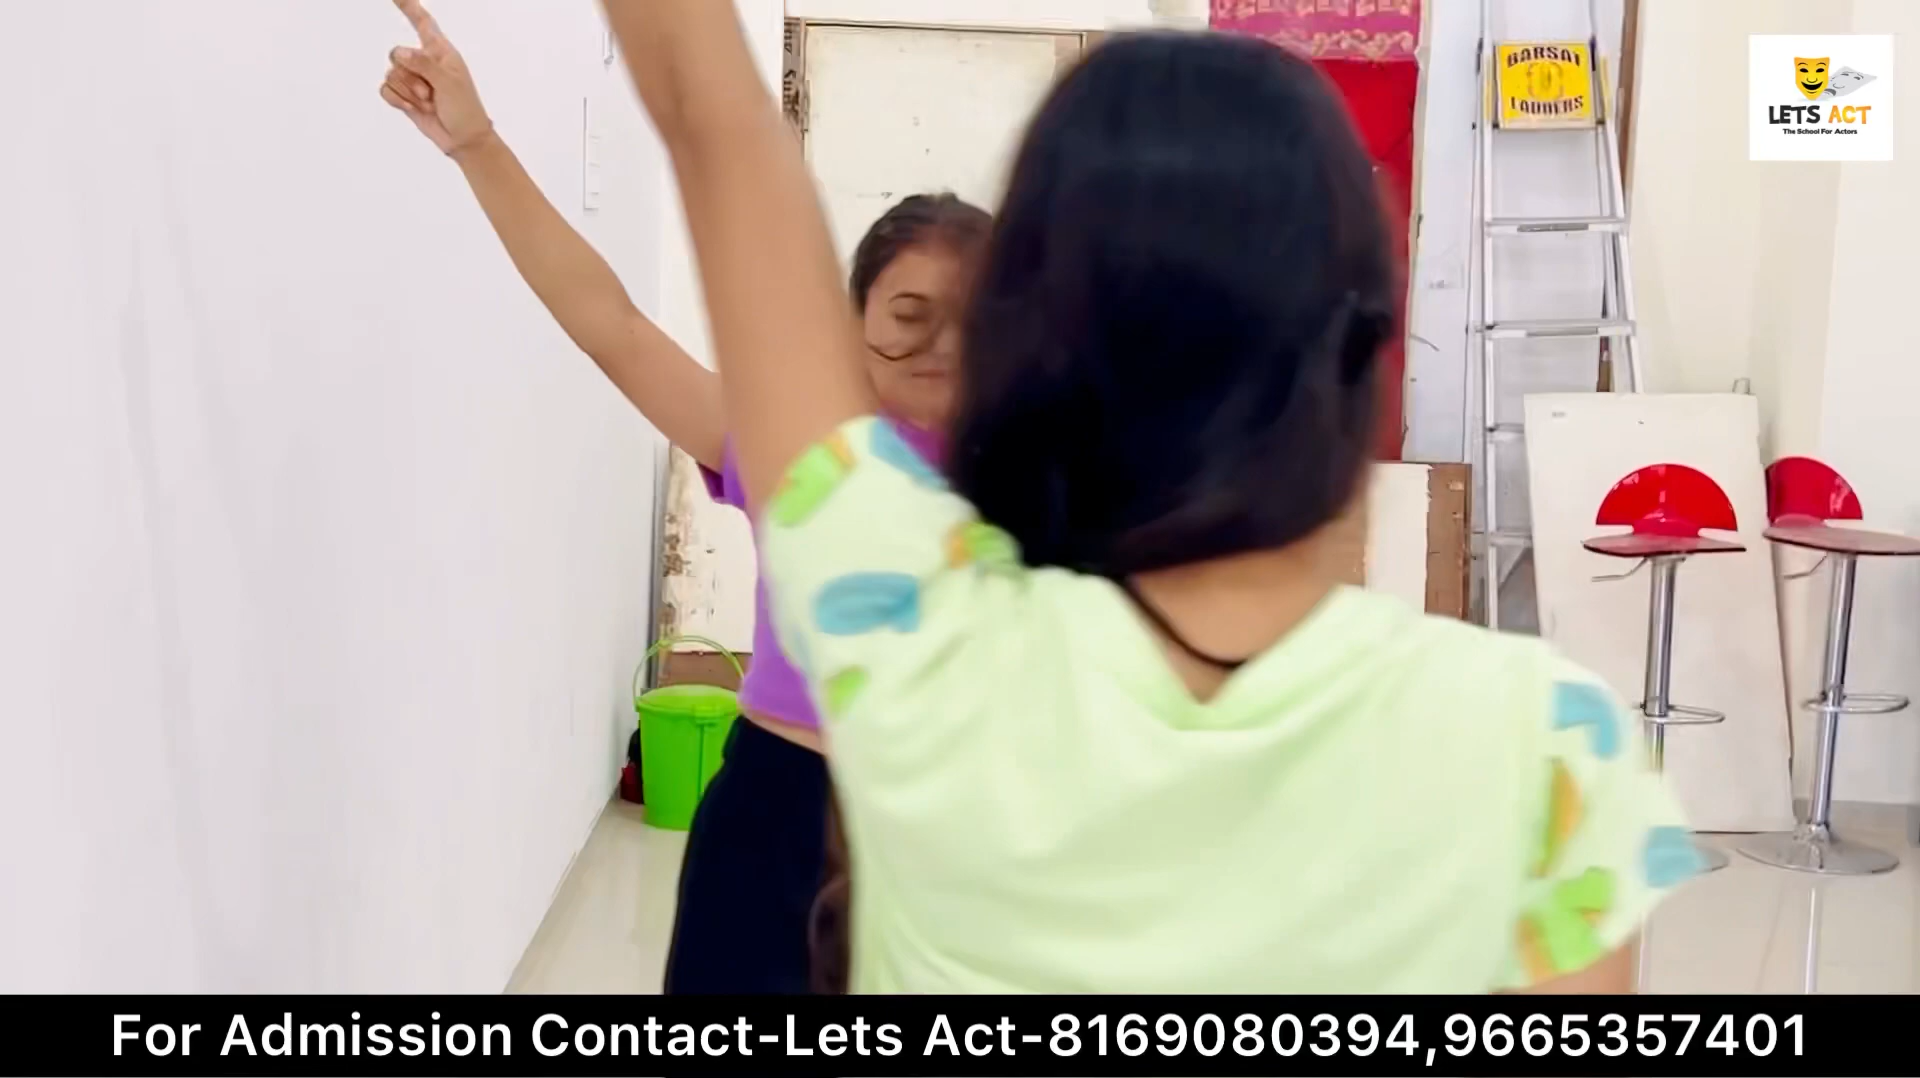 BARSAT
LADDERS
LETS ACT
The School For Actors
For Admission Contact-Lets Act-8169080394,9665357401